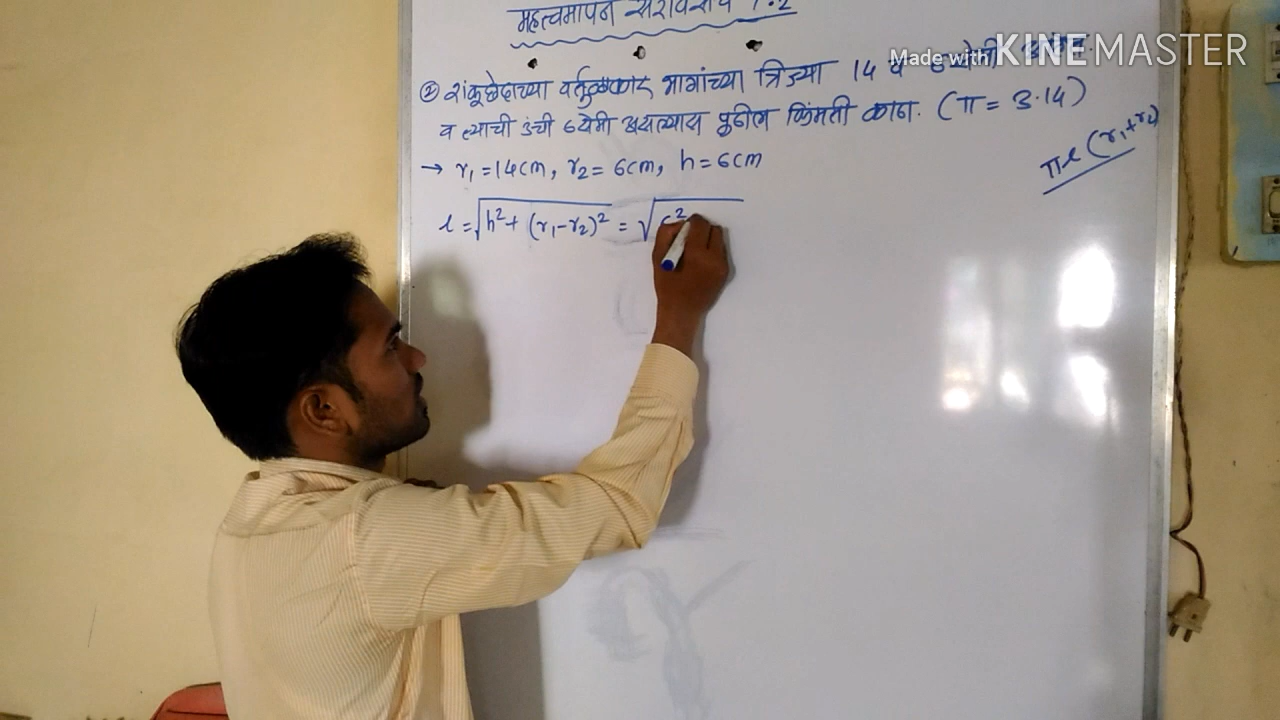 महत्त्वमापन सरावसंच 7.2
Made with KINEMASTER
② शंकूछेदाच्या वर्तुळाकार भागांच्या त्रिज्या 14 व
व त्याची उंची 6 सेमी असल्यास पुढील किंमती काढा. (π = 3.14)
→ r₁ = 14cm, r₂ = 6cm, h = 6cm
πl (r₁+r₂)
l = √h²+ (r₁-r₂)² = √6²